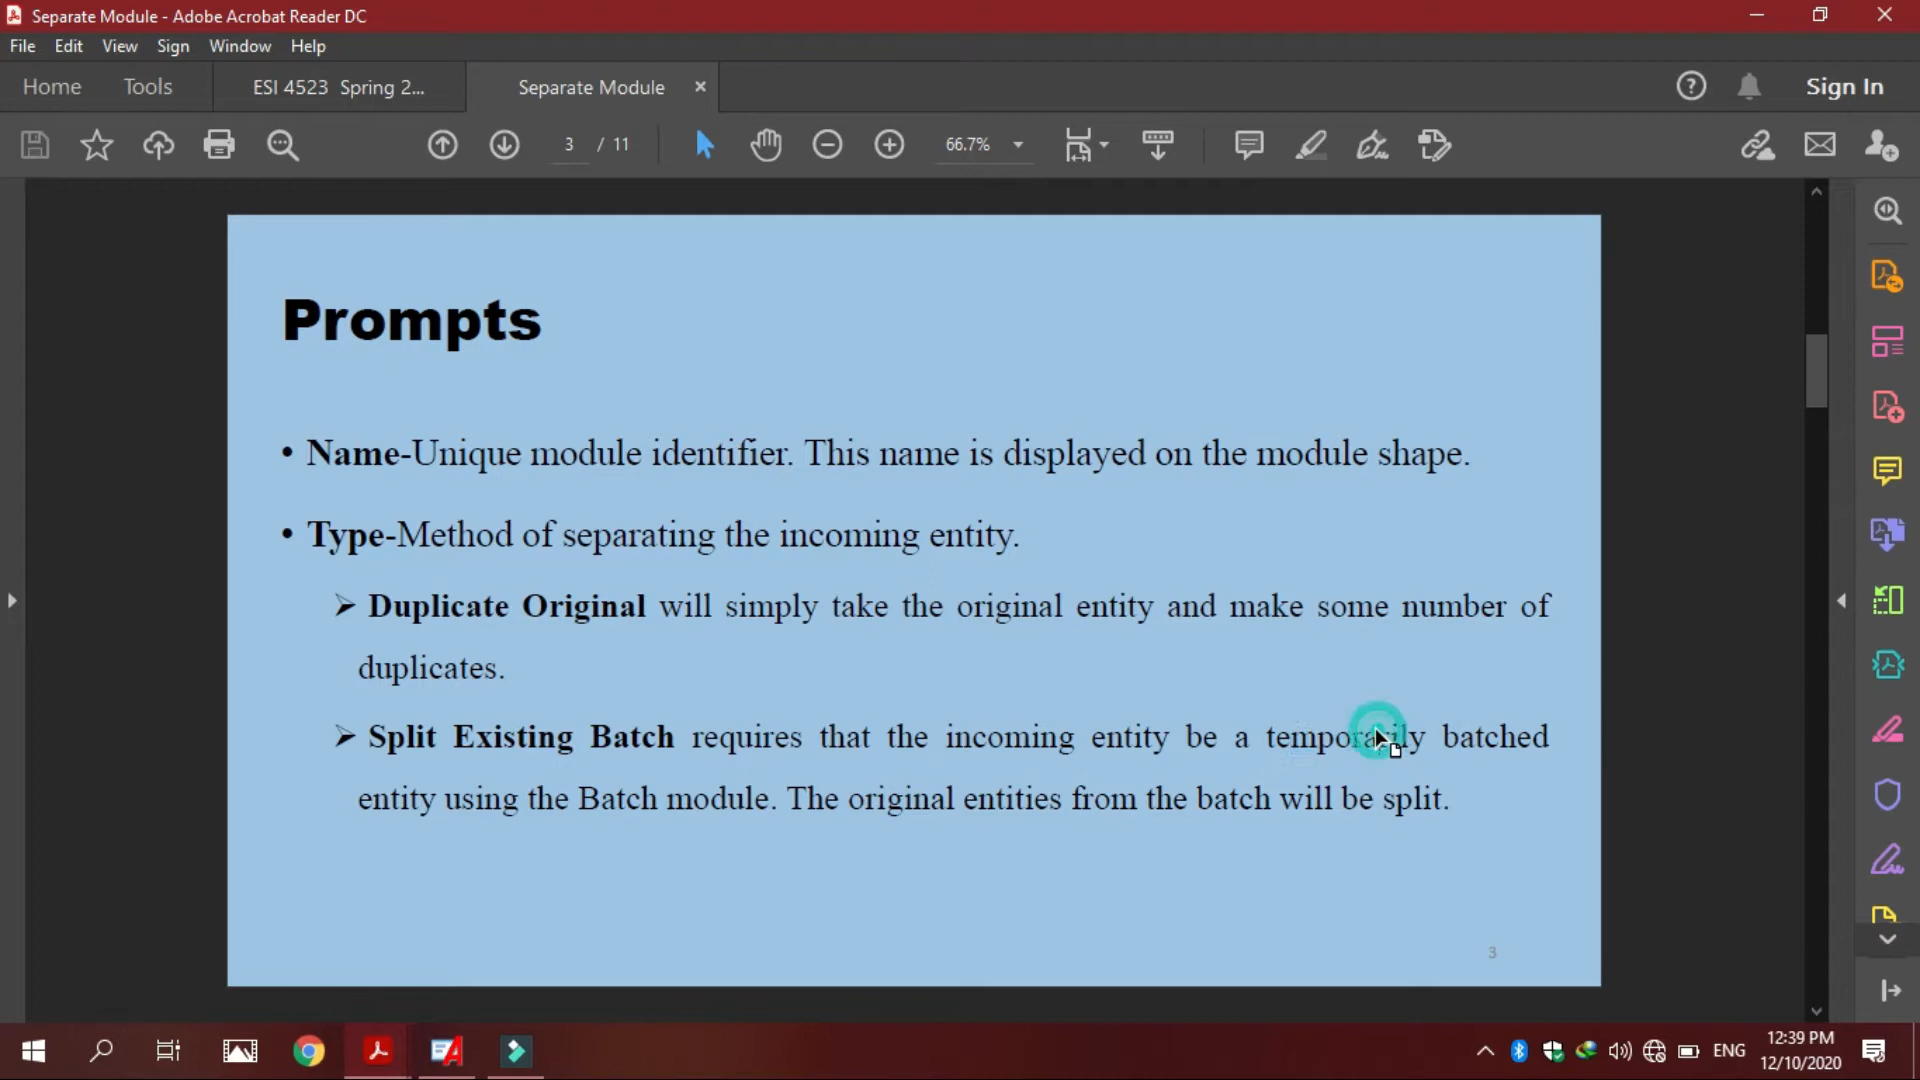 Separate Module - Adobe Acrobat Reader DC
File Edit View Sign Window Help
Home Tools ESI 4523 Spring 2... Separate Module × Sign In
3 / 11 66.7%
Prompts
• Name-Unique module identifier. This name is displayed on the module shape.
• Type-Method of separating the incoming entity.
➢ Duplicate Original will simply take the original entity and make some number of
duplicates.
➢ Split Existing Batch requires that the incoming entity be a temporarily batched
entity using the Batch module. The original entities from the batch will be split.
3
ENG
12:39 PM
12/10/2020